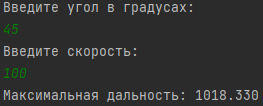 Введите угол в градусах:
45
Введите скорость:
100
Максимальная дальность: 1018.330